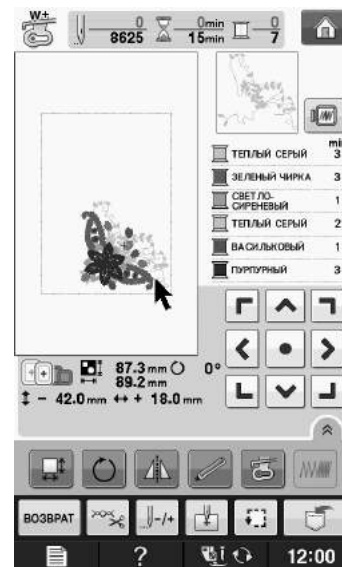 W+
0 0min 0
8625 15min 7
min
ТЕПЛЫЙ СЕРЫЙ 3
ЗЕЛЕНЫЙ ЧИРКА 3
СВЕТЛО-
СИРЕНЕВЫЙ 1
ТЕПЛЫЙ СЕРЫЙ 2
ВАСИЛЬКОВЫЙ 1
ПУРПУРНЫЙ 3
87.3 mm 0°
89.2 mm
- 42.0 mm + 18.0 mm
ВОЗВРАТ -/+
? i 12:00